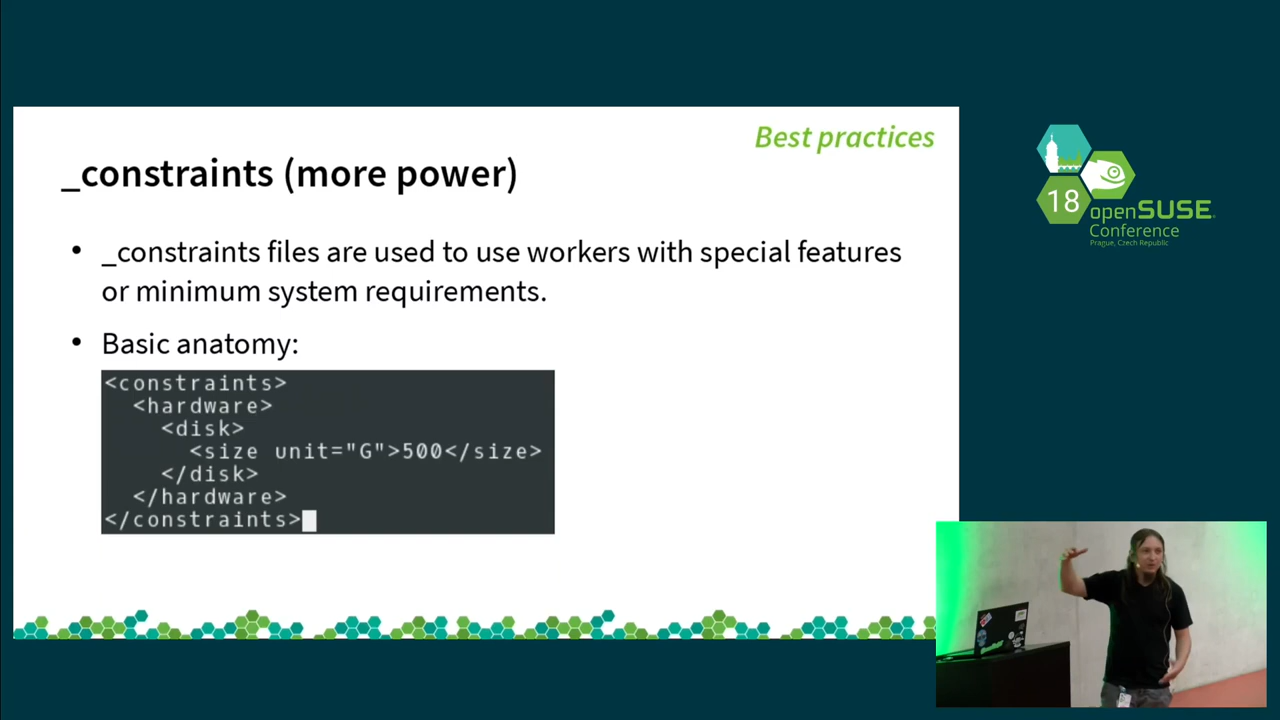 Best practices
_constraints (more power)
• _constraints files are used to use workers with special features
or minimum system requirements.
• Basic anatomy:
<constraints>
<hardware>
<disk>
<size unit="G">500</size>
</disk>
</hardware>
</constraints>
18
openSUSE
Conference
Prague, Czech Republic